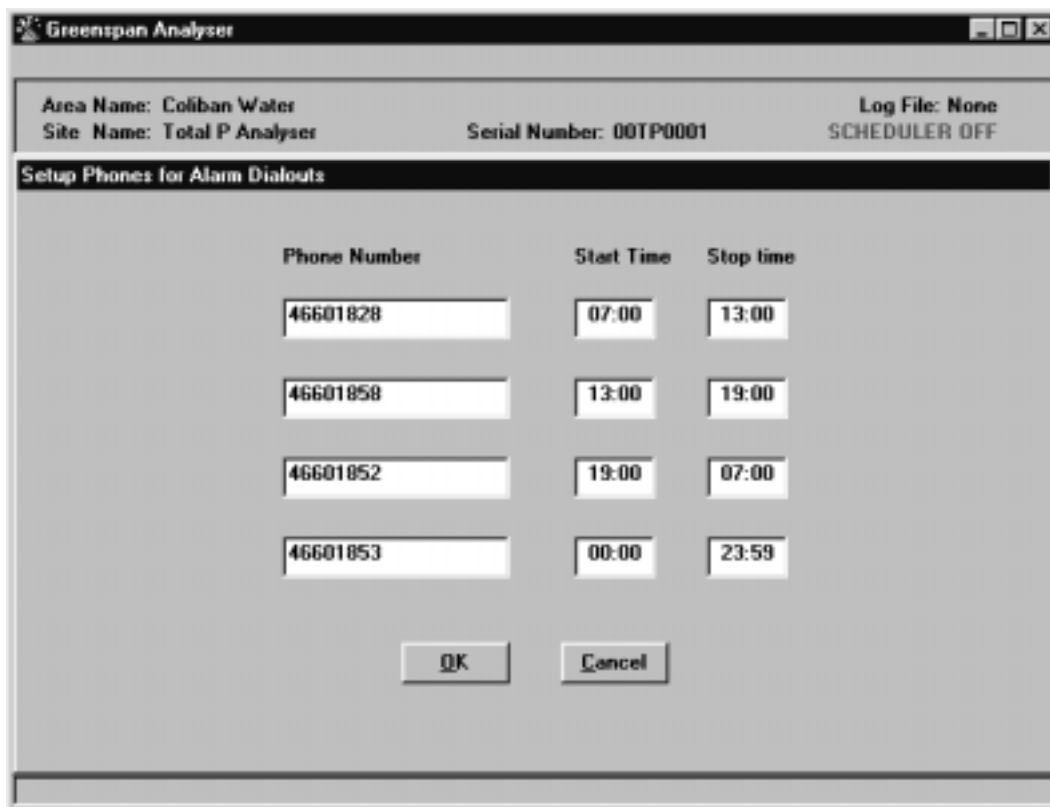 Greenspan Analyser
Area Name: Coliban Water
Log File: None
Site Name: Total P Analyser
Serial Number: 00TP0001
SCHEDULER OFF
Setup Phones for Alarm Dialouts
Phone Number Start Time Stop time
46601828 07:00 13:00
46601858 13:00 19:00
46601852 19:00 07:00
46601853 00:00 23:59
OK Cancel